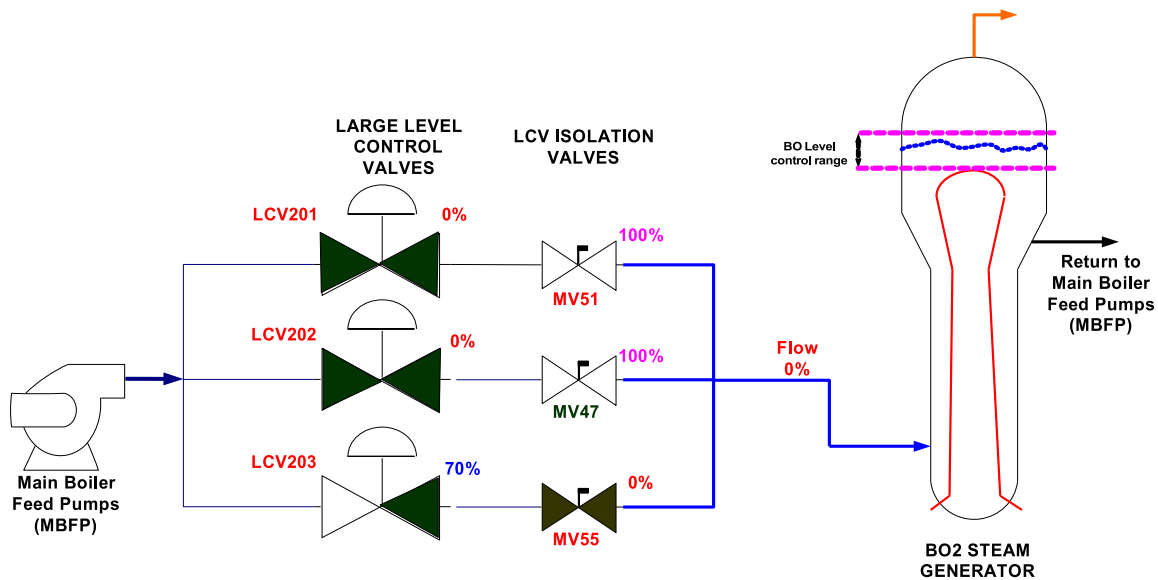 LARGE LEVEL
CONTROL
VALVES
LCV ISOLATION
VALVES
BO Level
control range
LCV201
0%
100%
MV51
LCV202
0%
100%
MV47
Flow
0%
Return to
Main Boiler
Feed Pumps
(MBFP)
LCV203
70%
0%
MV55
Main Boiler
Feed Pumps
(MBFP)
BO2 STEAM
GENERATOR